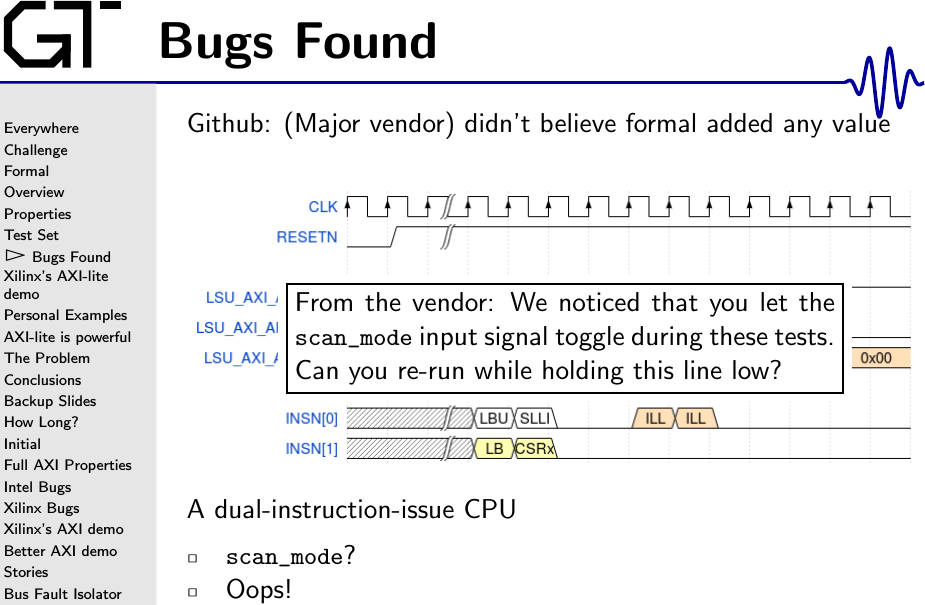 GT
Bugs Found
Everywhere
Challenge
Formal
Overview
Properties
Test Set
▷ Bugs Found
Xilinx's AXI-lite
demo
Personal Examples
AXI-lite is powerful
The Problem
Conclusions
Backup Slides
How Long?
Initial
Full AXI Properties
Intel Bugs
Xilinx Bugs
Xilinx's AXI demo
Better AXI demo
Stories
Bus Fault Isolator
Github: (Major vendor) didn't believe formal added any value
CLK
RESETN
LSU_AXI_
LSU_AXI_
LSU_AXI_
0x00
From the vendor: We noticed that you let the
scan_mode input signal toggle during these tests.
Can you re-run while holding this line low?
INSN[0] LBU SLLI ILL ILL
INSN[1] LB CSRx
A dual-instruction-issue CPU
□ scan_mode?
□ Oops!